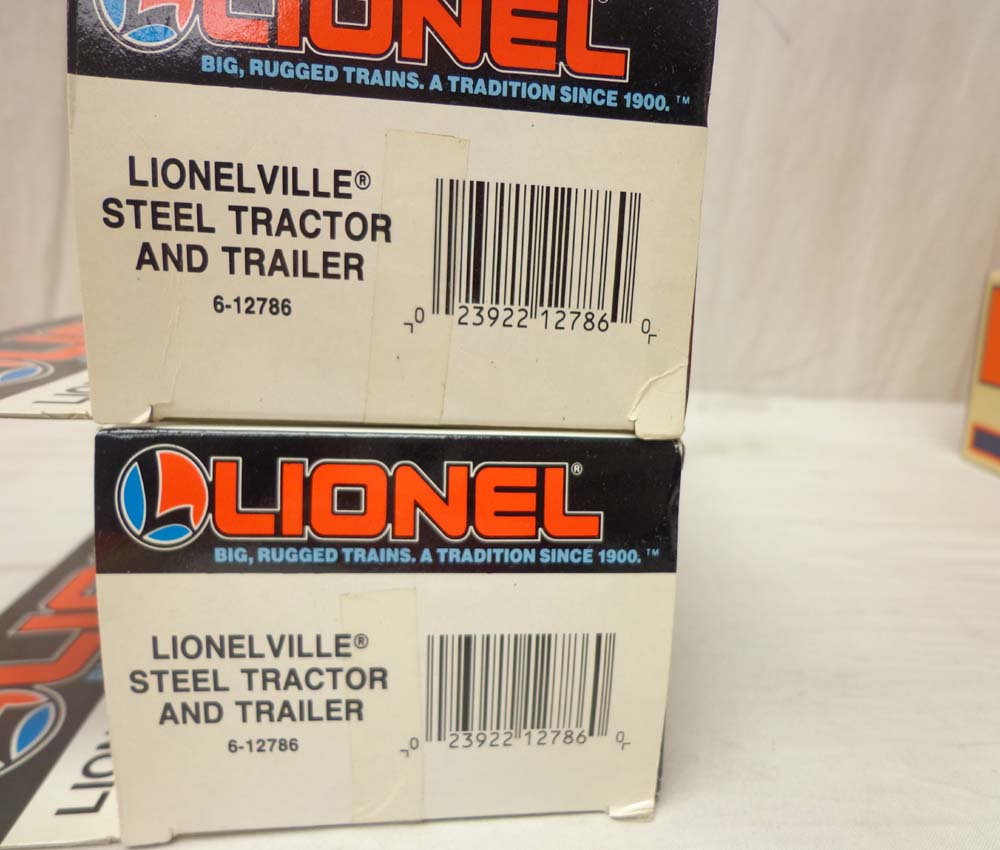 LIONEL
BIG, RUGGED TRAINS. A TRADITION SINCE 1900.™
LIONELVILLE®
STEEL TRACTOR
AND TRAILER
6-12786
0 23922 12786 0
LIONEL®
BIG, RUGGED TRAINS. A TRADITION SINCE 1900.™
LIONELVILLE®
STEEL TRACTOR
AND TRAILER
6-12786
0 23922 12786 0